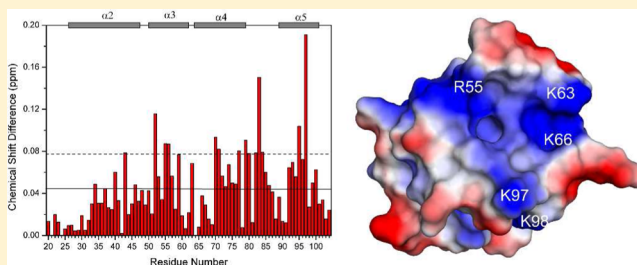 α2 α3 α4 α5
Chemical Shift Difference (ppm)
0.20
0.16
0.12
0.08
0.04
0.00
20 25 30 35 40 45 50 55 60 65 70 75 80 85 90 95 100
Residue Number
R55 K63
K66
K97
K98